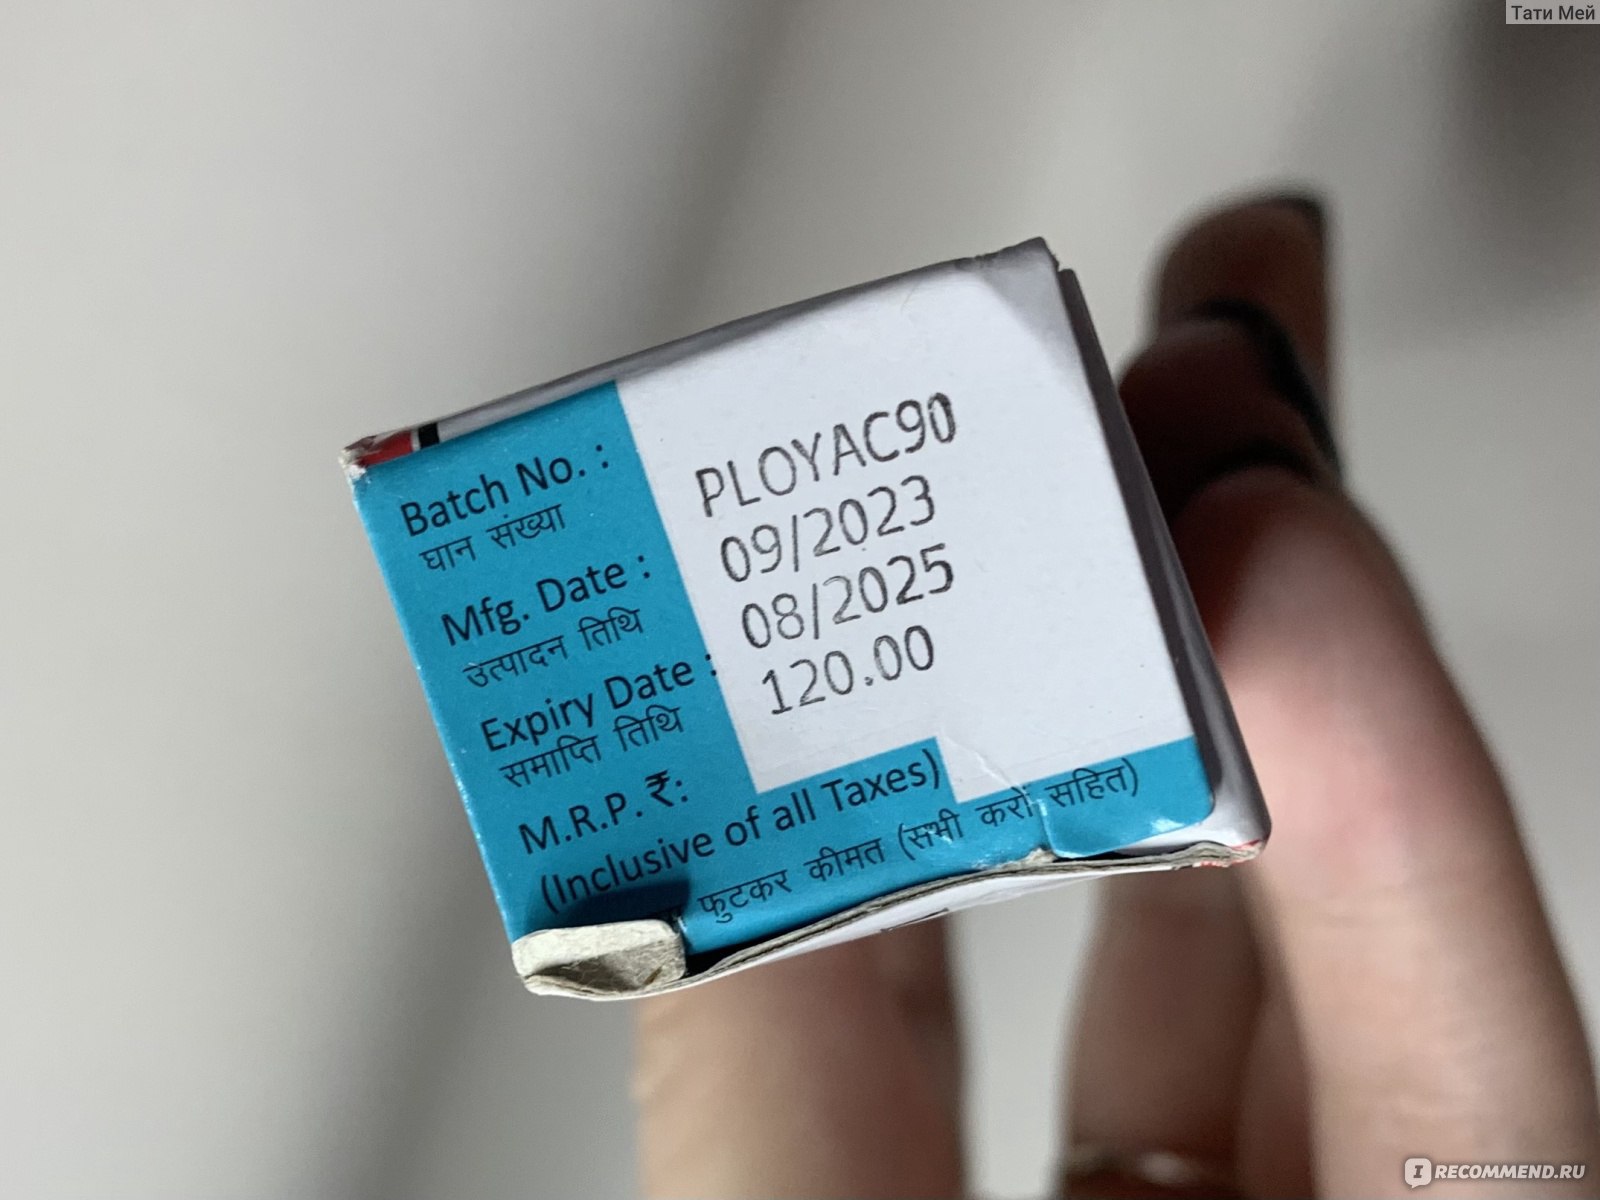 Тати Мей
Batch No. : PLOYAC90
घान संख्या
Mfg. Date : 09/2023
उत्पादन तिथि
Expiry Date : 08/2025
समाप्ति तिथि
M.R.P. ₹: 120.00
(Inclusive of all Taxes)
फुटकर कीमत (सभी करों सहित)
IRECOMMEND.RU